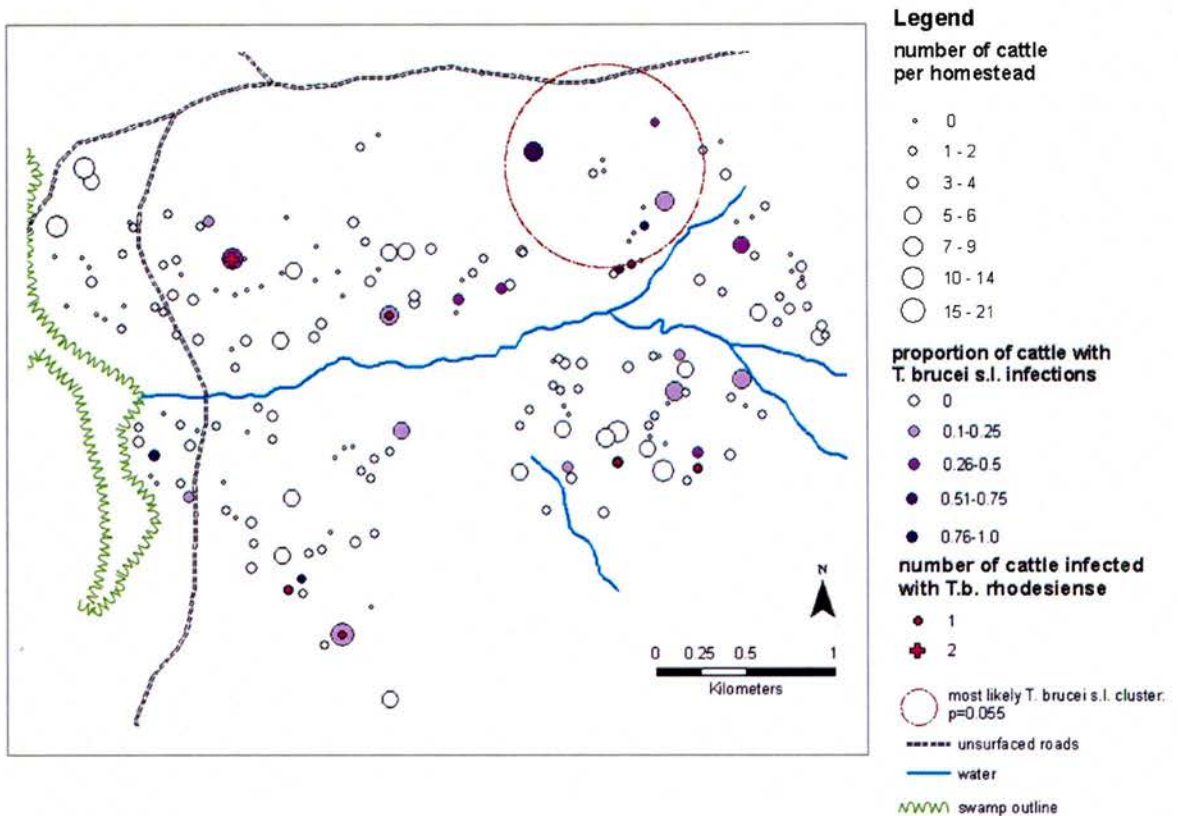 Legend
number of cattle
per homestead
0
1 - 2
3 - 4
5 - 6
7 - 9
10 - 14
15 - 21
proportion of cattle with
T. brucei s.l. infections
0
0.1-0.25
0.26-0.5
0.51-0.75
0.76-1.0
number of cattle infected
with T.b. rhodesiense
1
2
most likely T. brucei s.l. cluster:
p=0.055
unsurfaced roads
water
swamp outline
N
0 0.25 0.5 1
Kilometers